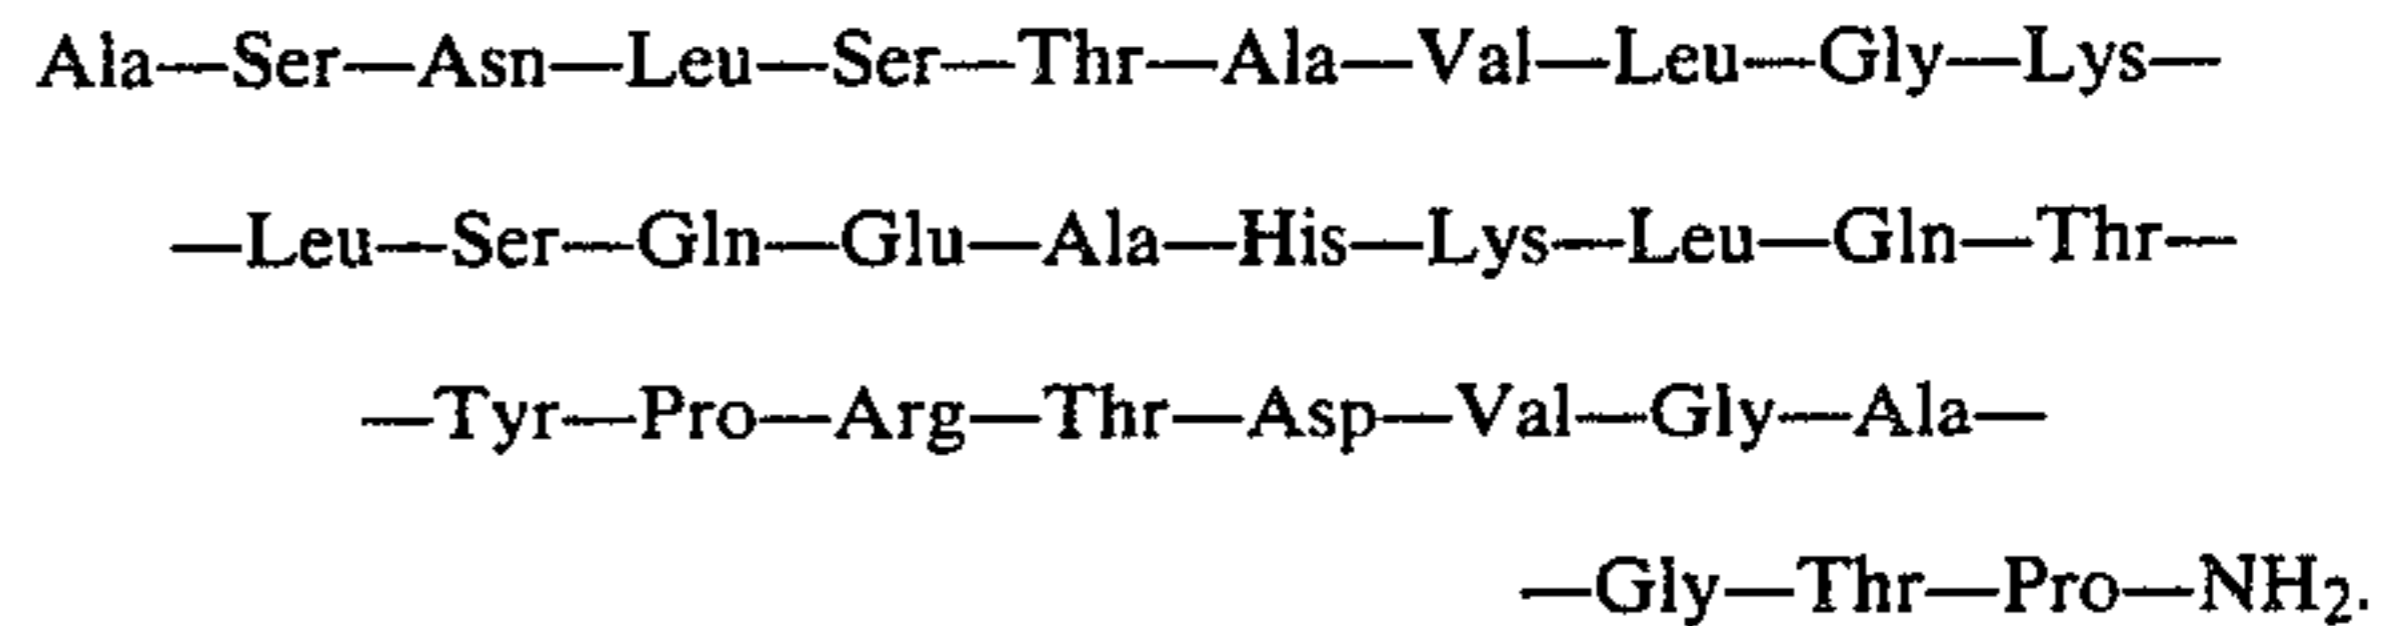 Ala—Ser—Asn—Leu—Ser—Thr—Ala—Val—Leu—Gly—Lys—
—Leu—Ser—Gln—Glu—Ala—His—Lys—Leu—Gln—Thr—
—Tyr—Pro—Arg—Thr—Asp—Val—Gly—Ala—
—Gly—Thr—Pro—NH₂.